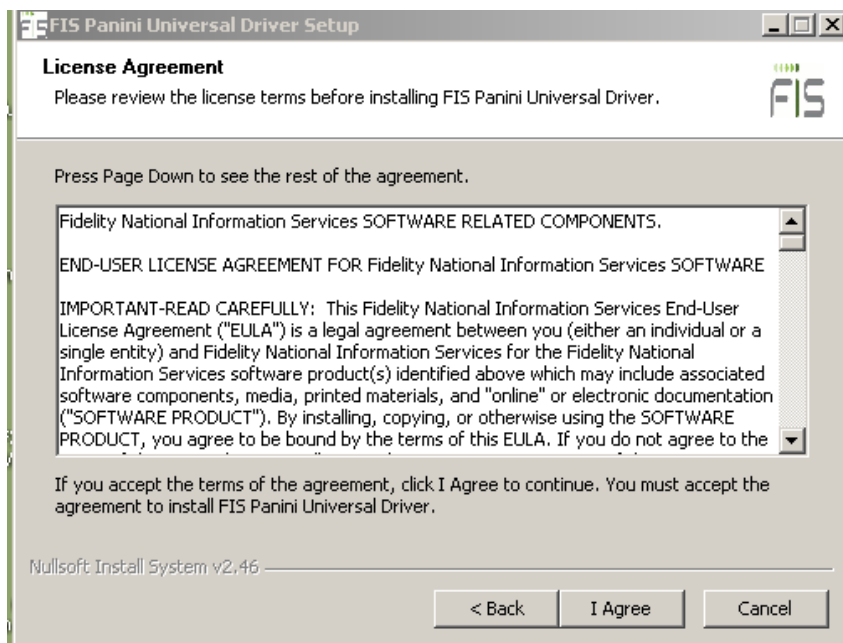 FIS Panini Universal Driver Setup
License Agreement
Please review the license terms before installing FIS Panini Universal Driver.
FIS
Press Page Down to see the rest of the agreement.
Fidelity National Information Services SOFTWARE RELATED COMPONENTS.
END-USER LICENSE AGREEMENT FOR Fidelity National Information Services SOFTWARE
IMPORTANT-READ CAREFULLY: This Fidelity National Information Services End-User
License Agreement ("EULA") is a legal agreement between you (either an individual or a
single entity) and Fidelity National Information Services for the Fidelity National
Information Services software product(s) identified above which may include associated
software components, media, printed materials, and "online" or electronic documentation
("SOFTWARE PRODUCT"). By installing, copying, or otherwise using the SOFTWARE
PRODUCT, you agree to be bound by the terms of this EULA. If you do not agree to the
If you accept the terms of the agreement, click I Agree to continue. You must accept the
agreement to install FIS Panini Universal Driver.
Nullsoft Install System v2.46
< Back
I Agree
Cancel